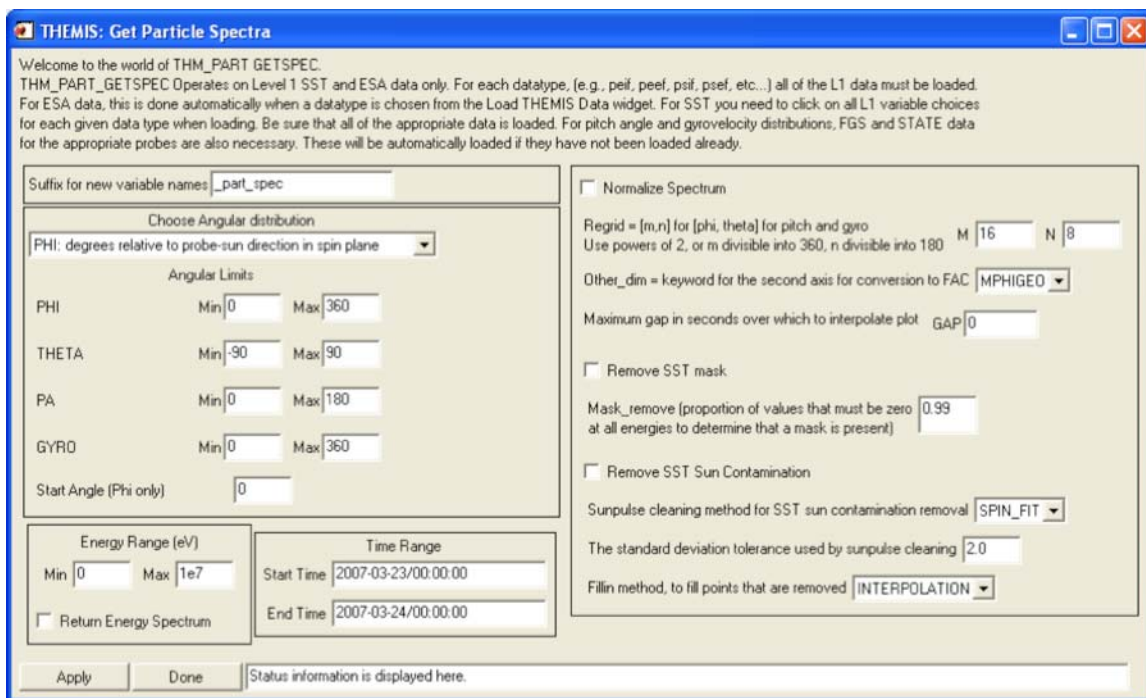 THEMIS: Get Particle Spectra
Welcome to the world of THM_PART GETSPEC.
THM_PART_GETSPEC Operates on Level 1 SST and ESA data only. For each datatype, (e.g., peif, peef, psif, psef, etc...) all of the L1 data must be loaded.
For ESA data, this is done automatically when a datatype is chosen from the Load THEMIS Data widget. For SST you need to click on all L1 variable choices
for each given data type when loading. Be sure that all of the appropriate data is loaded. For pitch angle and gyrovelocity distributions, FGS and STATE data
for the appropriate probes are also necessary. These will be automatically loaded if they have not been loaded already.
Suffix for new variable names _part_spec
Choose Angular distribution
PHI: degrees relative to probe-sun direction in spin plane
Angular Limits
PHI Min 0 Max 360
THETA Min -90 Max 90
PA Min 0 Max 180
GYRO Min 0 Max 360
Start Angle (Phi only) 0
Energy Range (eV)
Min 0 Max 1e7
Return Energy Spectrum
Time Range
Start Time 2007-03-23/00:00:00
End Time 2007-03-24/00:00:00
Normalize Spectrum
Regrid = [m,n] for [phi, theta] for pitch and gyro
Use powers of 2, or m divisible into 360, n divisible into 180 M 16 N 8
Other_dim = keyword for the second axis for conversion to FAC MPHIGEO
Maximum gap in seconds over which to interpolate plot GAP 0
Remove SST mask
Mask_remove (proportion of values that must be zero 0.99
at all energies to determine that a mask is present)
Remove SST Sun Contamination
Sunpulse cleaning method for SST sun contamination removal SPIN_FIT
The standard deviation tolerance used by sunpulse cleaning 2.0
Fillin method, to fill points that are removed INTERPOLATION
Apply Done Status information is displayed here.